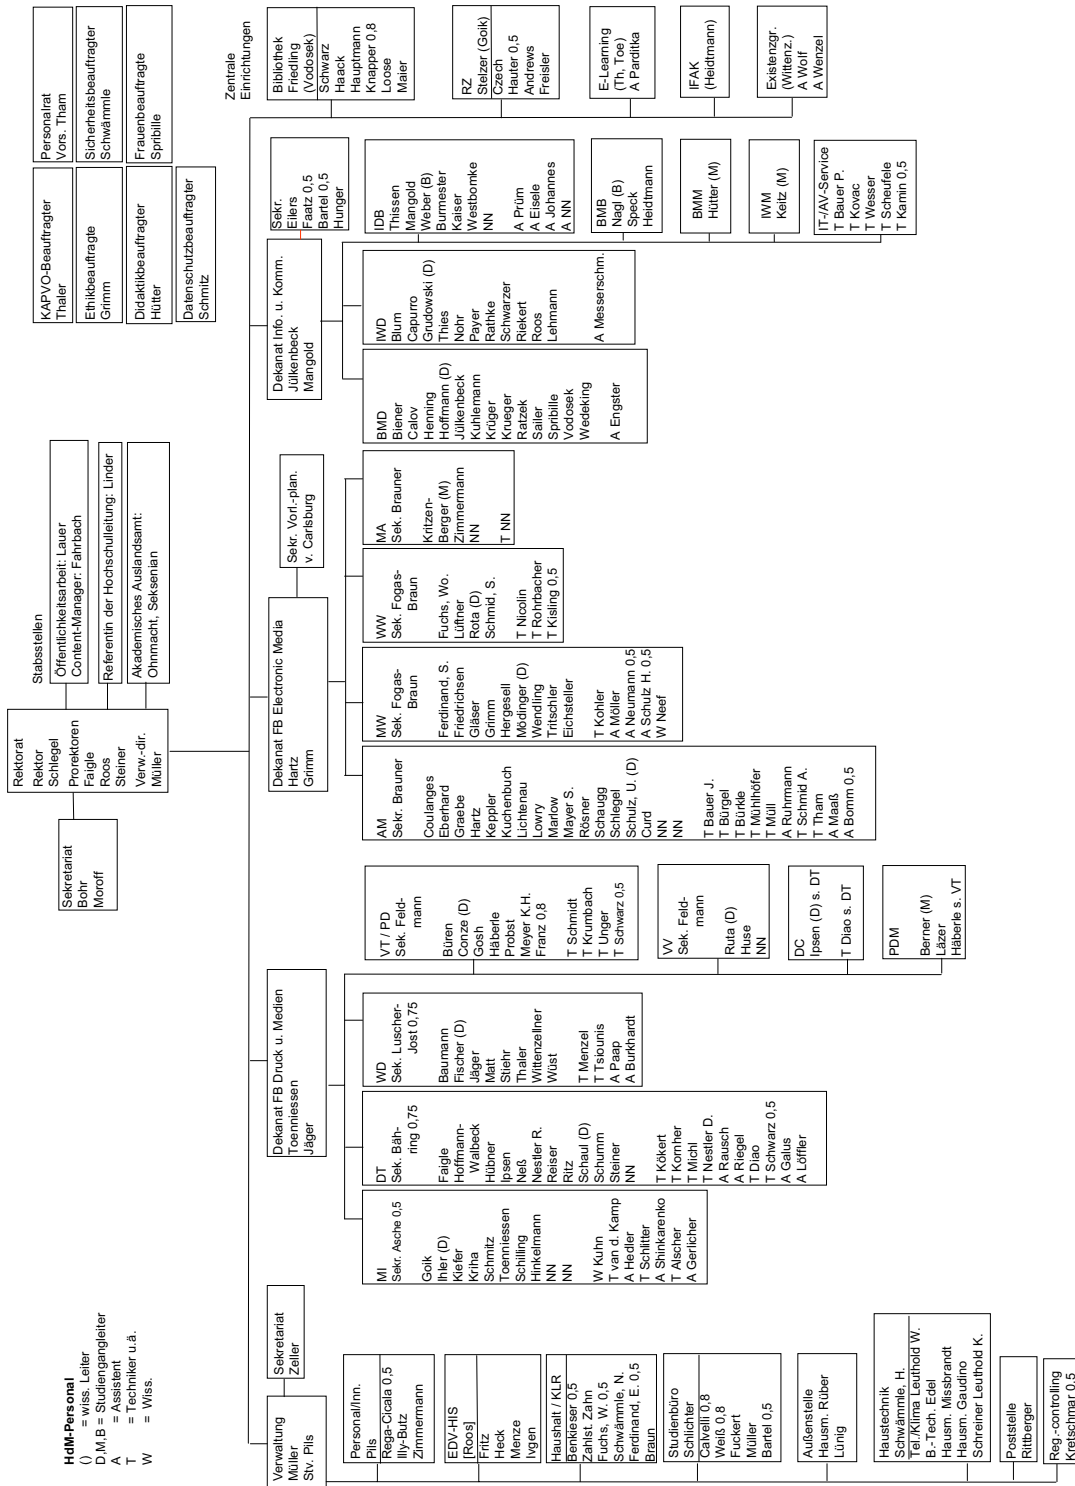 HdM-Personal
() = wiss. Leiter
D,M,B = Studiengangleiter
A = Assistent
T = Techniker u.ä.
W = Wiss.
Rektorat
Rektor
Schlegel
Prorektoren
Faigle
Roos
Steiner
Verw.-dir.
Müller
Sekretariat
Bohr
Moroff
Stabsstellen
Öffentlichkeitsarbeit: Lauer
Content-Manager: Fahrbach
Referentin der Hochschulleitung: Linder
Akademisches Auslandsamt:
Ohnmacht, Seksenian
KAPVO-Beauftragter
Thaler
Personalrat
Vors. Tham
Ethikbeauftragte
Grimm
Sicherheitsbeauftragter
Schwämmle
Didaktikbeauftragter
Hütter
Frauenbeauftragte
Spribille
Datenschutzbeauftragter
Schmitz
Verwaltung
Müller
Stv. Pils
Sekretariat
Zeller
Personal/Inn.
Pils
Rega-Cicala 0,5
Illy-Butz
Zimmermann
EDV-HIS
[Roos]
Fritz
Heck
Menze
Ivgen
Haushalt / KLR
Benkieser 0,5
Zahlst. Zahn
Fuchs, W. 0,5
Schwämmle, N.
Ferdinand, E. 0,5
Braun
Studienbüro
Schlichter
Calvelli 0,8
Weiß 0,8
Fuckert
Müller
Bartel 0,5
Außenstelle
Hausm. Rüber
Lünig
Haustechnik
Schwämmle, H.
Tel./Klima Leuthold W.
B.-Tech. Edel
Hausm. Missbrandt
Hausm. Gaudino
Schreiner Leuthold K.
Poststelle
Rittberger
Reg.-controlling
Kretschmar 0,5
Dekanat FB Druck u. Medien
Toenniessen
Jäger
MI
Sekr. Asche 0,5
Goik
Ihler (D)
Kiefer
Kriha
Schmitz
Toenniessen
Schilling
Hinkelmann
NN
NN
W Kuhn
T van d. Kamp
A Hedler
T Schlitter
A Shinkarenko
T Alscher
A Gerlicher
DT
Sek. Bäh-
ring 0,75
Faigle
Hoffmann-
Walbeck
Hübner
Ipsen
Neß
Nestler R.
Reiser
Ritz
Schaul (D)
Schumm
Steiner
NN
T Kökert
T Kornher
T Michl
T Nestler D.
A Rausch
A Riegel
T Diao
T Schwarz 0,5
A Galus
A Löffler
WD
Sek. Luscher-
Jost 0,75
Baumann
Fischer (D)
Jäger
Matt
Stiehr
Thaler
Wittenzellner
Wüst
T Menzel
T Tsiounis
A Paap
A Burkhardt
VT / PD
Sek. Feld-
mann
Büren
Conze (D)
Gosh
Häberle
Probst
Meyer K.H.
Franz 0,8
T Schmidt
T Krumbach
T Unger
T Schwarz 0,5
VV
Sek. Feld-
mann
Ruta (D)
Huse
NN
DC
Ipsen (D) s. DT
T Diao s. DT
PDM
Berner (M)
Läzer
Häberle s. VT
Dekanat FB Electronic Media
Hartz
Grimm
Sekr. Vorl.-plan.
v. Carlsburg
AM
Sekr. Brauner
Coulanges
Eberhard
Graebe
Hartz
Keppler
Kuchenbuch
Lichtenau
Lowry
Marlow
Mayer S.
Rösner
Schaugg
Schlegel
Schulz, U. (D)
Curd
NN
NN
T Bauer J.
T Bürgel
T Bürkle
T Mühlhöfer
T Müll
A Ruhrmann
T Schmid A.
T Tham
A Maaß
A Bomm 0,5
MW
Sek. Fogas-
Braun
Ferdinand, S.
Friedrichsen
Gläser
Grimm
Hergesell
Mödinger (D)
Wendling
Tritschler
Eichsteller
T Kohler
A Möller
A Neumann 0,5
A Schulz H. 0,5
W Neef
WW
Sek. Fogas-
Braun
Fuchs, Wo.
Lüftner
Rota (D)
Schmid, S.
T Nicolin
T Rohrbacher
T Kisling 0,5
MA
Sek. Brauner
Kritzen-
Berger (M)
Zimmermann
NN
NN
T NN
Dekanat Info. u. Komm.
Jülkenbeck
Mangold
Sekr.
Eilers
Faatz 0,5
Bartel 0,5
Hunger
BMD
Biener
Calov
Henning
Hoffmann (D)
Jülkenbeck
Kuhlemann
Krüger
Krueger
Ratzek
Sailer
Spribille
Vodosek
Wedeking
A Engster
IWD
Blum
Capurro
Grudowski (D)
Thies
Nohr
Payer
Rathke
Schwarzer
Riekert
Roos
Lehmann
A Messerschm.
IDB
Thissen
Mangold
Weber (B)
Burmester
Kaiser
Westbomke
NN
A Prüm
A Eisele
A Johannes
A NN
BMB
Nagl (B)
Speck
Heidtmann
BMM
Hütter (M)
IWM
Keitz (M)
IT-/AV-Service
T Bauer P.
T Kovac
T Wesser
T Scheufele
T Kamin 0,5
Zentrale
Einrichtungen
Bibliothek
Friedling
(Vodosek)
Schwarz
Haack
Hauptmann
Knapper 0,8
Loose
Maier
RZ
Stelzer (Goik)
Czech
Hauter 0,5
Andrews
Freisler
E-Learning
(Th, Toe)
A Parditka
IFAK
(Heidtmann)
Existenzgr.
(Wittenz.)
A Wolf
A Wenzel